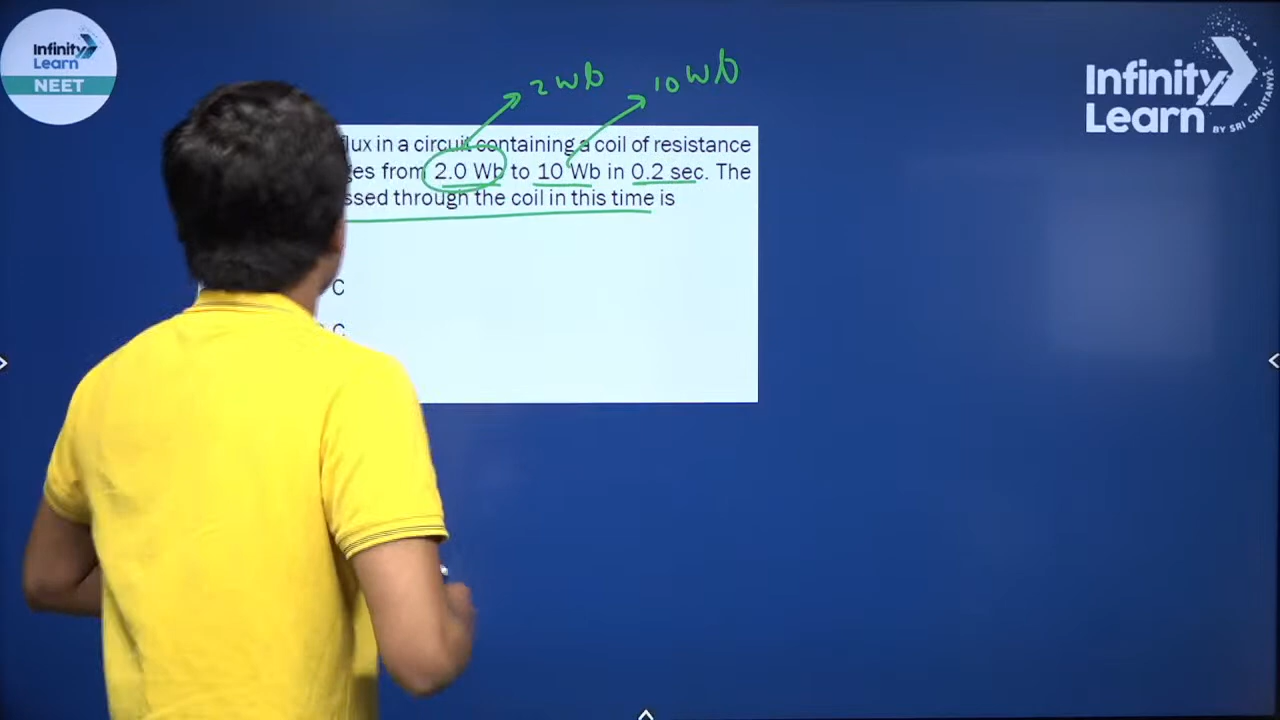 Infinity
Learn
NEET
2 Wb
10 Wb
Infinity
Learn
BY SRI CHAITANYA
flux in a circuit containing a coil of resistance
ges from 2.0 Wb to 10 Wb in 0.2 sec. The
ssed through the coil in this time is
C
C